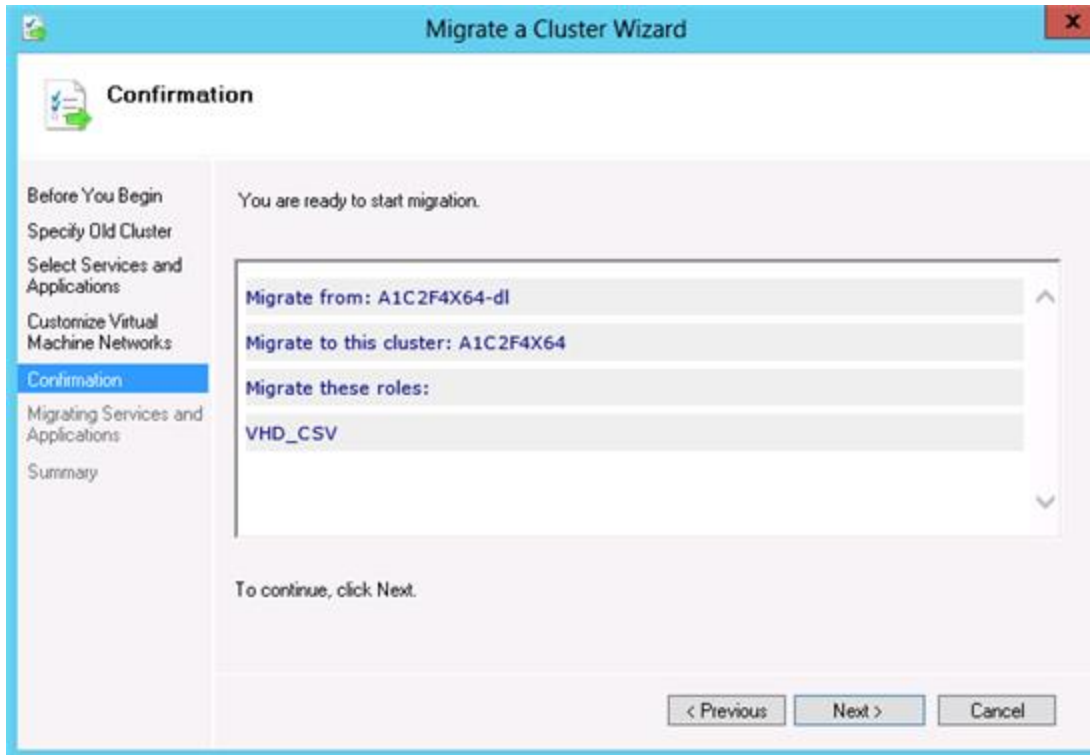 Migrate a Cluster Wizard
x
Confirmation
Before You Begin
Specify Old Cluster
Select Services and
Applications
Customize Virtual
Machine Networks
Confirmation
Migrating Services and
Applications
Summary
You are ready to start migration.
Migrate from: A1C2F4X64-dl
Migrate to this cluster: A1C2F4X64
Migrate these roles:
VHD_CSV
To continue, click Next.
< Previous
Next >
Cancel